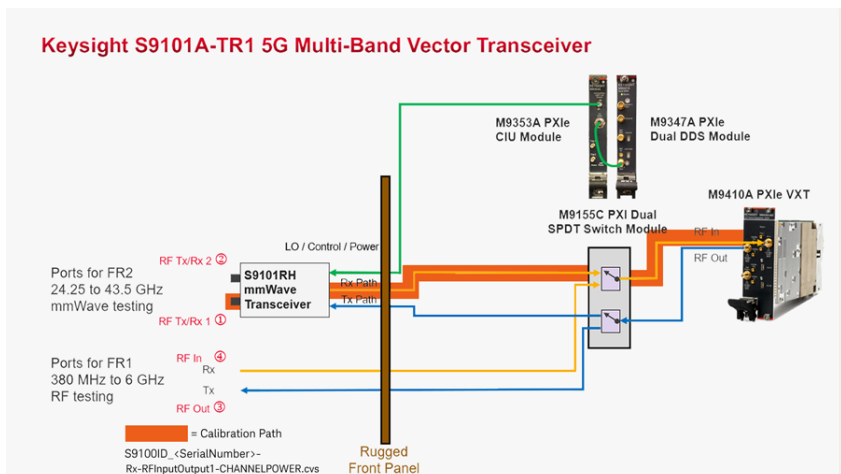 Keysight S9101A-TR1 5G Multi-Band Vector Transceiver
M9353A PXIe
CIU Module
M9347A PXIe
Dual DDS Module
M9410A PXIe VXT
M9155C PXI Dual
SPDT Switch Module
RF In
RF Out
LO / Control / Power
RF Tx/Rx 2 ②
Ports for FR2
24.25 to 43.5 GHz
mmWave testing
S9101RH
mmWave
Transceiver
Rx Path
Tx Path
RF Tx/Rx 1 ①
Ports for FR1
380 MHz to 6 GHz
RF testing
RF In ④
Rx
Tx
RF Out ③
= Calibration Path
S9100ID_<SerialNumber>-
Rx-RFInputOutput1-CHANNELPOWER.cvs
Rugged
Front Panel